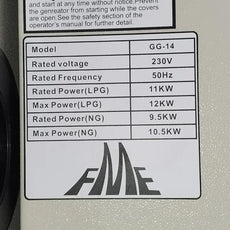 start at any time without notice.Prevent
the genreator from starting while the covers
are open.See the safety section of the
operator's manual for further detail.
Model GG-14
Rated voltage 230V
Rated Frequency 50Hz
Rated Power(LPG) 11KW
Max Power(LPG) 12KW
Rated Power(NG) 9.5KW
Max Power(NG) 10.5KW
FME